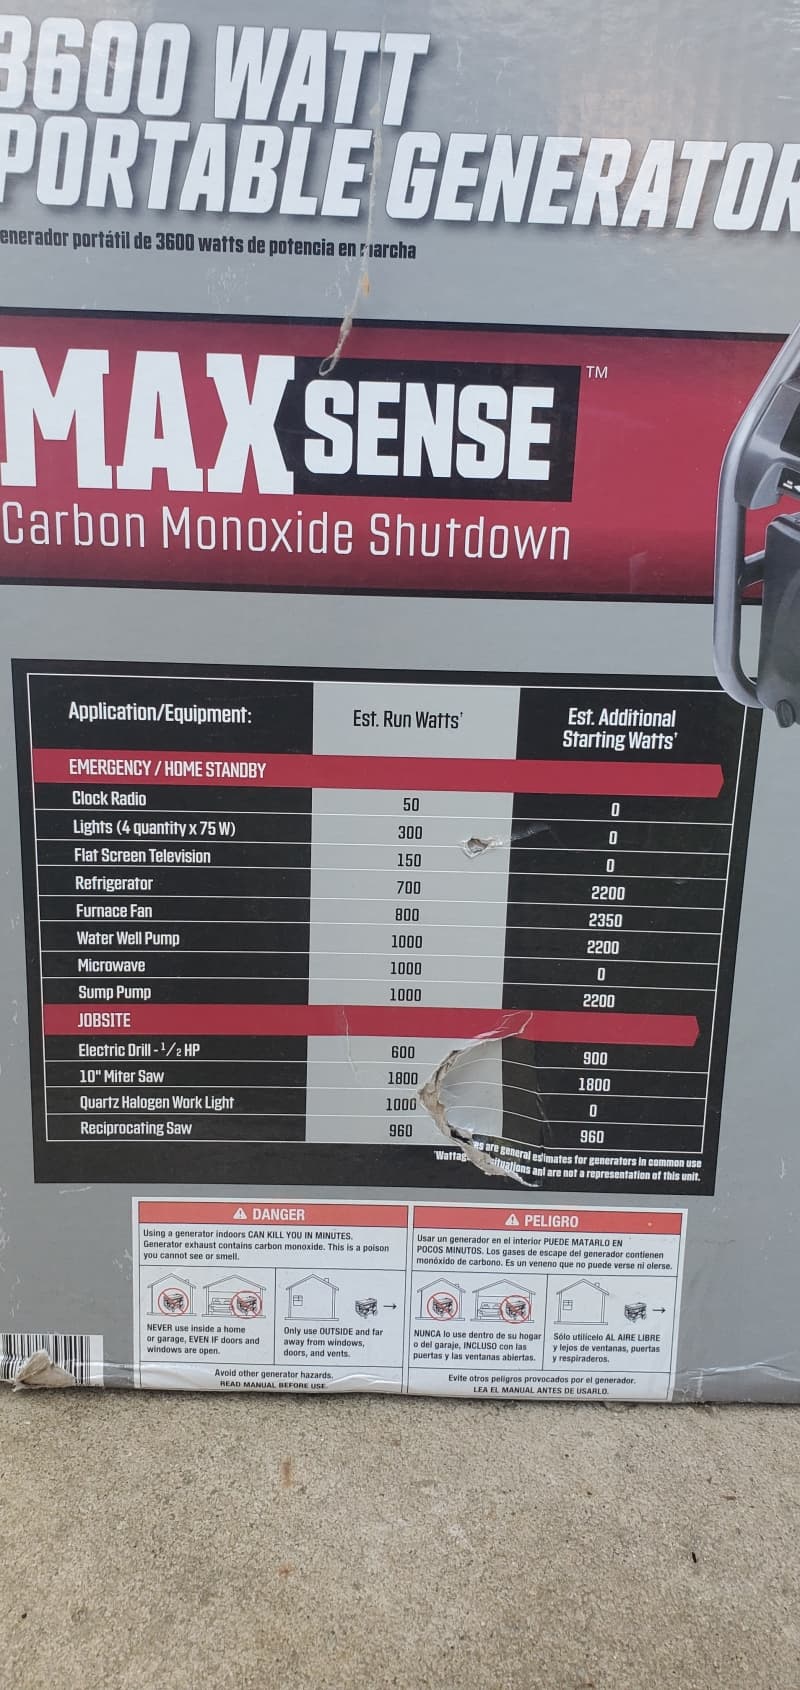 3600 WATT
PORTABLE GENERATOR
enerador portátil de 3600 watts de potencia en marcha
MAX SENSE ™
Carbon Monoxide Shutdown
Application/Equipment: Est. Run Watts' Est. Additional Starting Watts'
EMERGENCY / HOME STANDBY
Clock Radio 50 0
Lights (4 quantity x 75 W) 300 0
Flat Screen Television 150 0
Refrigerator 700 2200
Furnace Fan 800 2350
Water Well Pump 1000 2200
Microwave 1000 0
Sump Pump 1000 2200
JOBSITE
Electric Drill - 1/2 HP 600 900
10" Miter Saw 1800 1800
Quartz Halogen Work Light 1000 0
Reciprocating Saw 960 960
'Wattag es are general estimates for generators in common use
situations and are not a representation of this unit.
⚠ DANGER
Using a generator indoors CAN KILL YOU IN MINUTES.
Generator exhaust contains carbon monoxide. This is a poison
you cannot see or smell.
NEVER use inside a home
or garage, EVEN IF doors and
windows are open.
Only use OUTSIDE and far
away from windows,
doors, and vents.
Avoid other generator hazards.
READ MANUAL BEFORE USE.
⚠ PELIGRO
Usar un generador en el interior PUEDE MATARLO EN
POCOS MINUTOS. Los gases de escape del generador contienen
monóxido de carbono. Es un veneno que no puede verse ni olerse.
NUNCA lo use dentro de su hogar
o del garaje, INCLUSO con las
puertas y las ventanas abiertas.
Sólo utilícelo AL AIRE LIBRE
y lejos de ventanas, puertas
y respiraderos.
Evite otros peligros provocados por el generador.
LEA EL MANUAL ANTES DE USARLO.